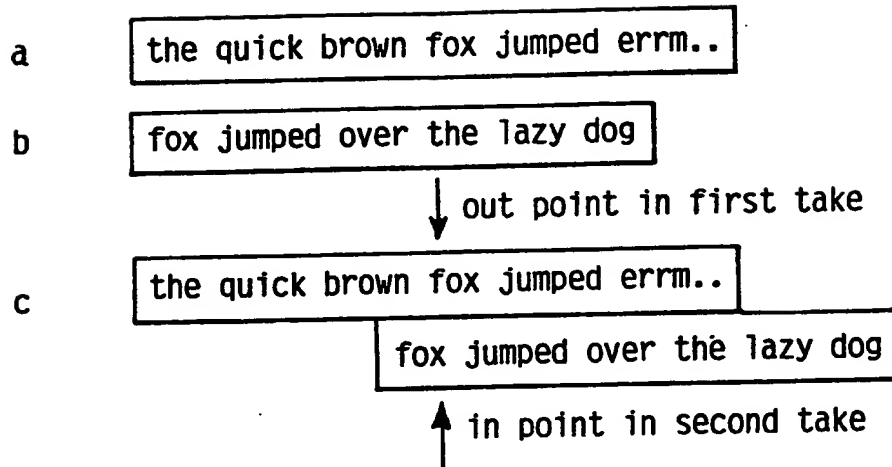 a the quick brown fox jumped errm..
b fox jumped over the lazy dog
out point in first take
c the quick brown fox jumped errm..
fox jumped over the lazy dog
in point in second take